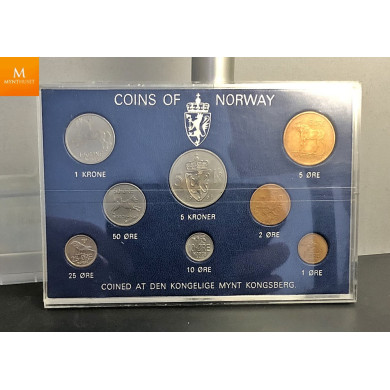 M
MYNTHUSET
COINS OF NORWAY
1 KRONE
5 ØRE
5 KRONER
50 ØRE
2 ØRE
25 ØRE
10 ØRE
1 ØRE
COINED AT DEN KONGELIGE MYNT KONGSBERG.